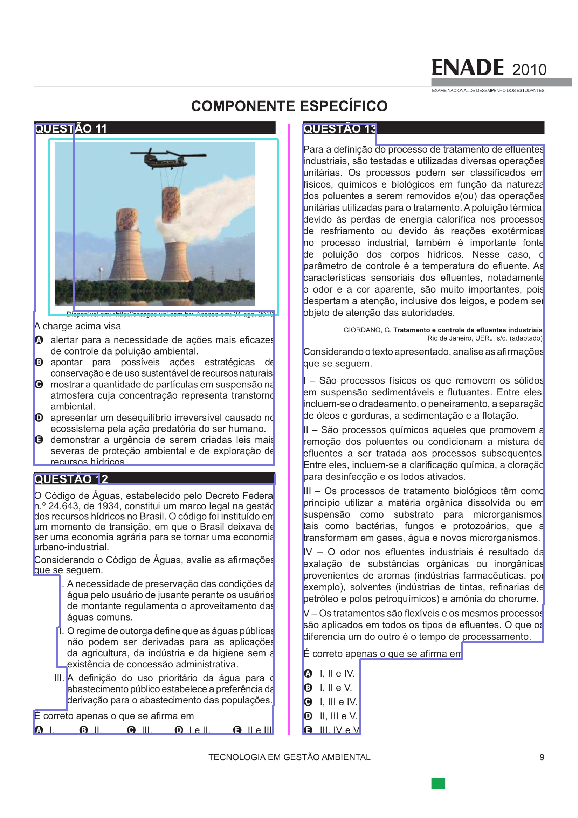 ENADE 2010
EXAME NACIONAL DE DESEMPENHO DOS ESTUDANTES
COMPONENTE ESPECÍFICO
QUESTÃO 11
A charge acima visa
A alertar para a necessidade de ações mais eficazes
de controle da poluição ambiental.
B apontar para possíveis ações estratégicas de
conservação e de uso sustentável de recursos naturais
C mostrar a quantidade de partículas em suspensão na
atmosfera cuja concentração representa transtorno
ambiental.
D apresentar um desequilíbrio irreversível causado no
ecossistema pela ação predatória do ser humano.
E demonstrar a urgência de serem criadas leis mais
severas de proteção ambiental e de exploração de
recursos hídricos.
QUESTÃO 12
O Código de Águas, estabelecido pelo Decreto Federal
n.º 24.643, de 1934, constitui um marco legal na gestão
dos recursos hídricos no Brasil. O código foi instituído em
um momento de transição, em que o Brasil deixava de
ser uma economia agrária para se tornar uma economia
urbano-industrial.
Considerando o Código de Águas, avalie as afirmações
que se seguem.
I. A necessidade de preservação das condições da
água pelo usuário de jusante perante os usuários
de montante regulamenta o aproveitamento das
águas comuns.
II. O regime de outorga define que as águas públicas
não podem ser derivadas para as aplicações
da agricultura, da indústria e da higiene sem a
existência de concessão administrativa.
III. A definição do uso prioritário da água para o
abastecimento público estabelece a preferência da
derivação para o abastecimento das populações.
É correto apenas o que se afirma em
A I. B II. C III. D I e II. E II e III.
QUESTÃO 13
Para a definição do processo de tratamento de efluentes
industriais, são testadas e utilizadas diversas operações
unitárias. Os processos podem ser classificados em
físicos, químicos e biológicos em função da natureza
dos poluentes a serem removidos e(ou) das operações
unitárias utilizadas para o tratamento. A poluição térmica,
devido às perdas de energia calorífica nos processos
de resfriamento ou devido às reações exotérmicas
no processo industrial, também é importante fonte
de poluição dos corpos hídricos. Nesse caso, o
parâmetro de controle é a temperatura do efluente. As
características sensoriais dos efluentes, notadamente
o odor e a cor aparente, são muito importantes, pois
despertam a atenção, inclusive dos leigos, e podem ser
objeto de atenção das autoridades.
GIORDANO, G. Tratamento e controle de efluentes industriais.
Rio de Janeiro, UERJ, s/d. (adaptado)
Considerando o texto apresentado, analise as afirmações
que se seguem.
I – São processos físicos os que removem os sólidos
em suspensão sedimentáveis e flutuantes. Entre eles,
incluem-se o gradeamento, o peneiramento, a separação
de óleos e gorduras, a sedimentação e a flotação.
II – São processos químicos aqueles que promovem a
remoção dos poluentes ou condicionam a mistura de
efluentes a ser tratada aos processos subsequentes.
Entre eles, incluem-se a clarificação química, a cloração
para desinfecção e os lodos ativados.
III – Os processos de tratamento biológicos têm como
princípio utilizar a matéria orgânica dissolvida ou em
suspensão como substrato para microrganismos,
tais como bactérias, fungos e protozoários, que a
transformam em gases, água e novos microrganismos.
IV – O odor nos efluentes industriais é resultado da
exalação de substâncias orgânicas ou inorgânicas
provenientes de aromas (indústrias farmacêuticas, por
exemplo), solventes (indústrias de tintas, refinarias de
petróleo e polos petroquímicos) e amônia do chorume.
V – Os tratamentos são flexíveis e os mesmos processos
são aplicados em todos os tipos de efluentes. O que os
diferencia um do outro é o tempo de processamento.
É correto apenas o que se afirma em
A I, II e IV.
B I, II e V.
C I, III e IV.
D II, III e V.
E III, IV e V.
TECNOLOGIA EM GESTÃO AMBIENTAL
9